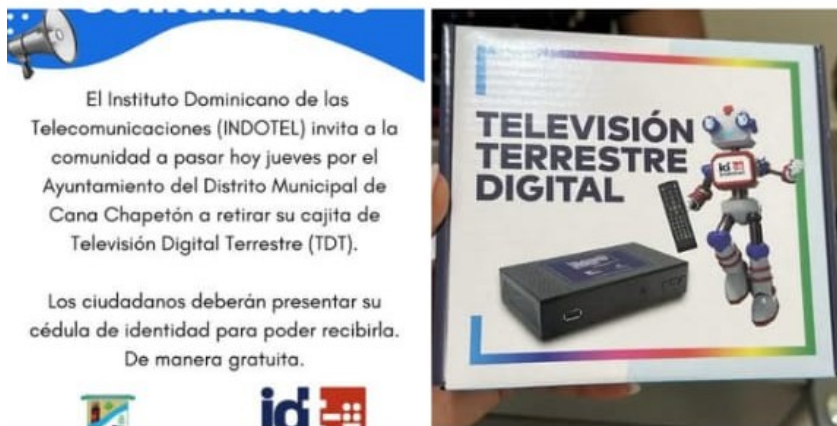 El Instituto Dominicano de las
Telecomunicaciones (INDOTEL) invita a la
comunidad a pasar hoy jueves por el
Ayuntamiento del Distrito Municipal de
Cana Chapetón a retirar su cajita de
Televisión Digital Terrestre (TDT).
Los ciudadanos deberán presentar su
cédula de identidad para poder recibirla.
De manera gratuita.
id
TELEVISIÓN
TERRESTRE
DIGITAL
id